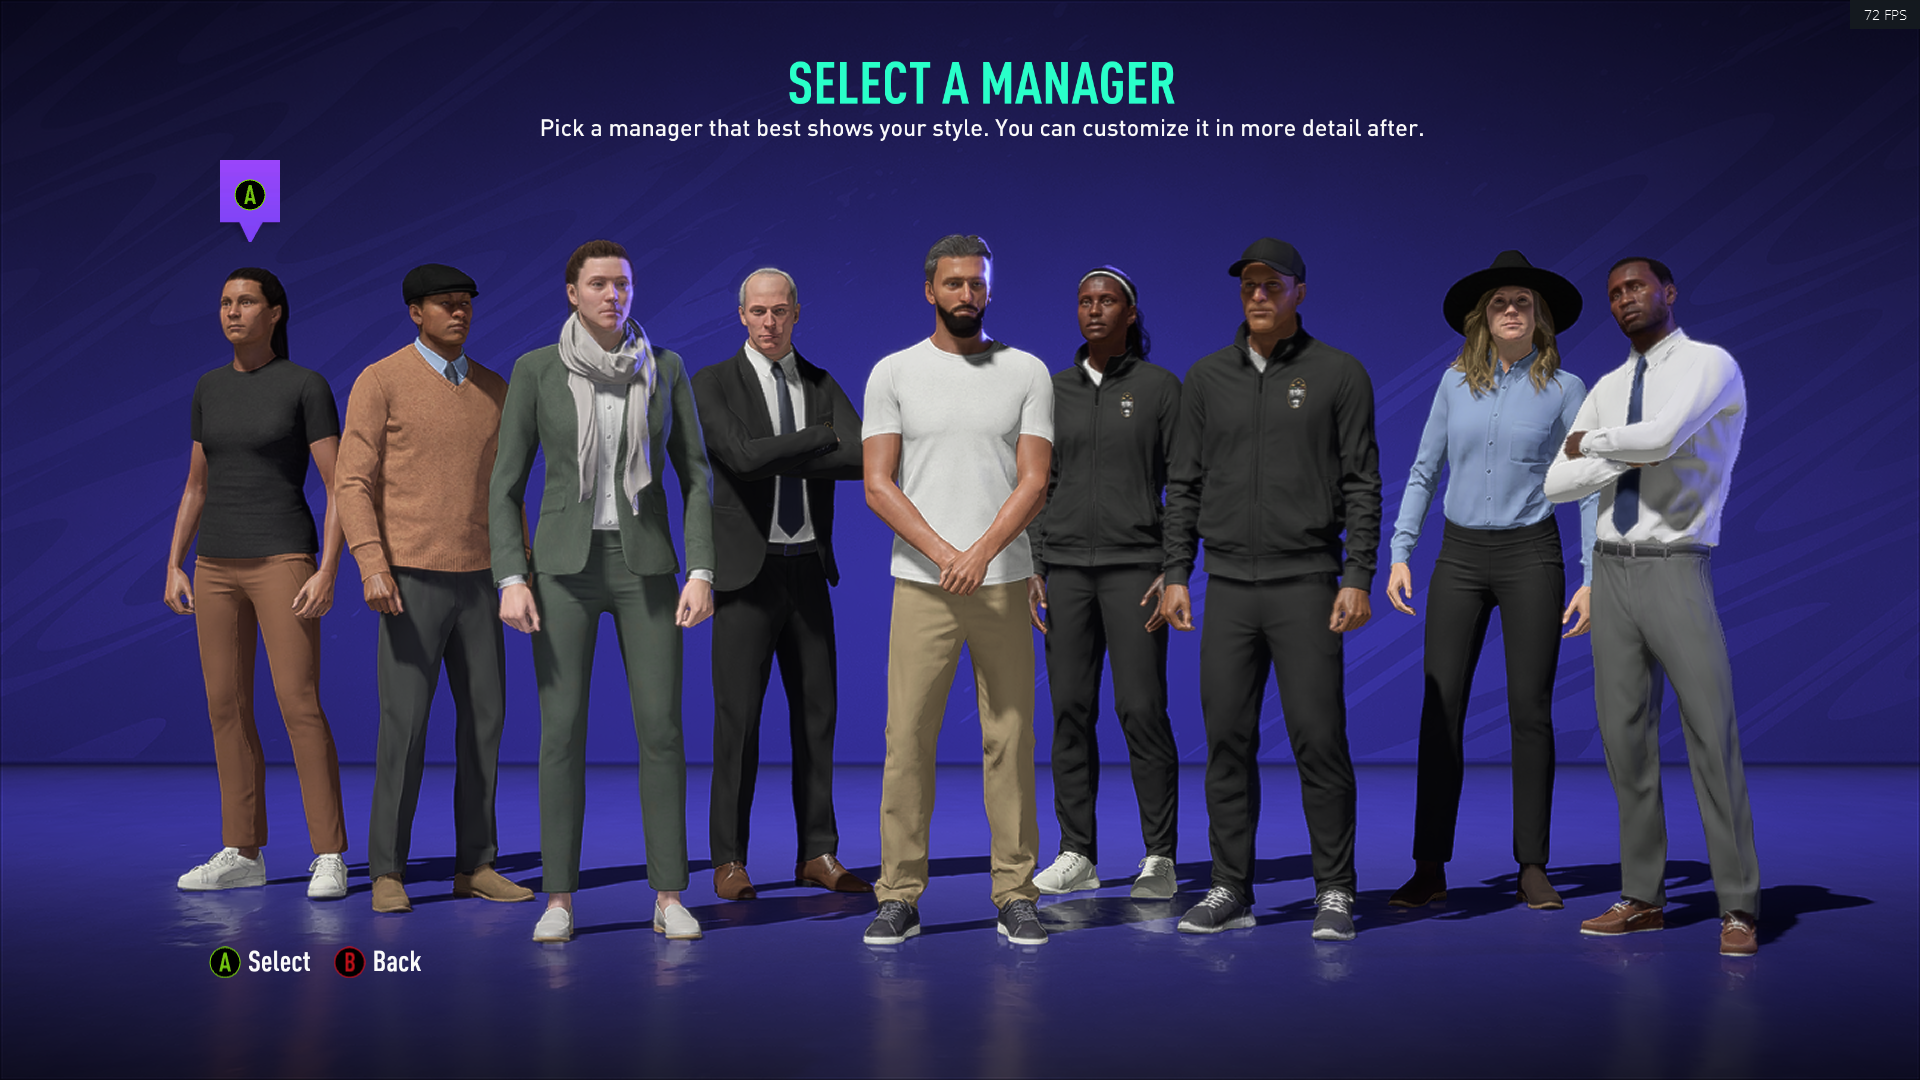 72 FPS
SELECT A MANAGER
Pick a manager that best shows your style. You can customize it in more detail after.
A
A Select B Back